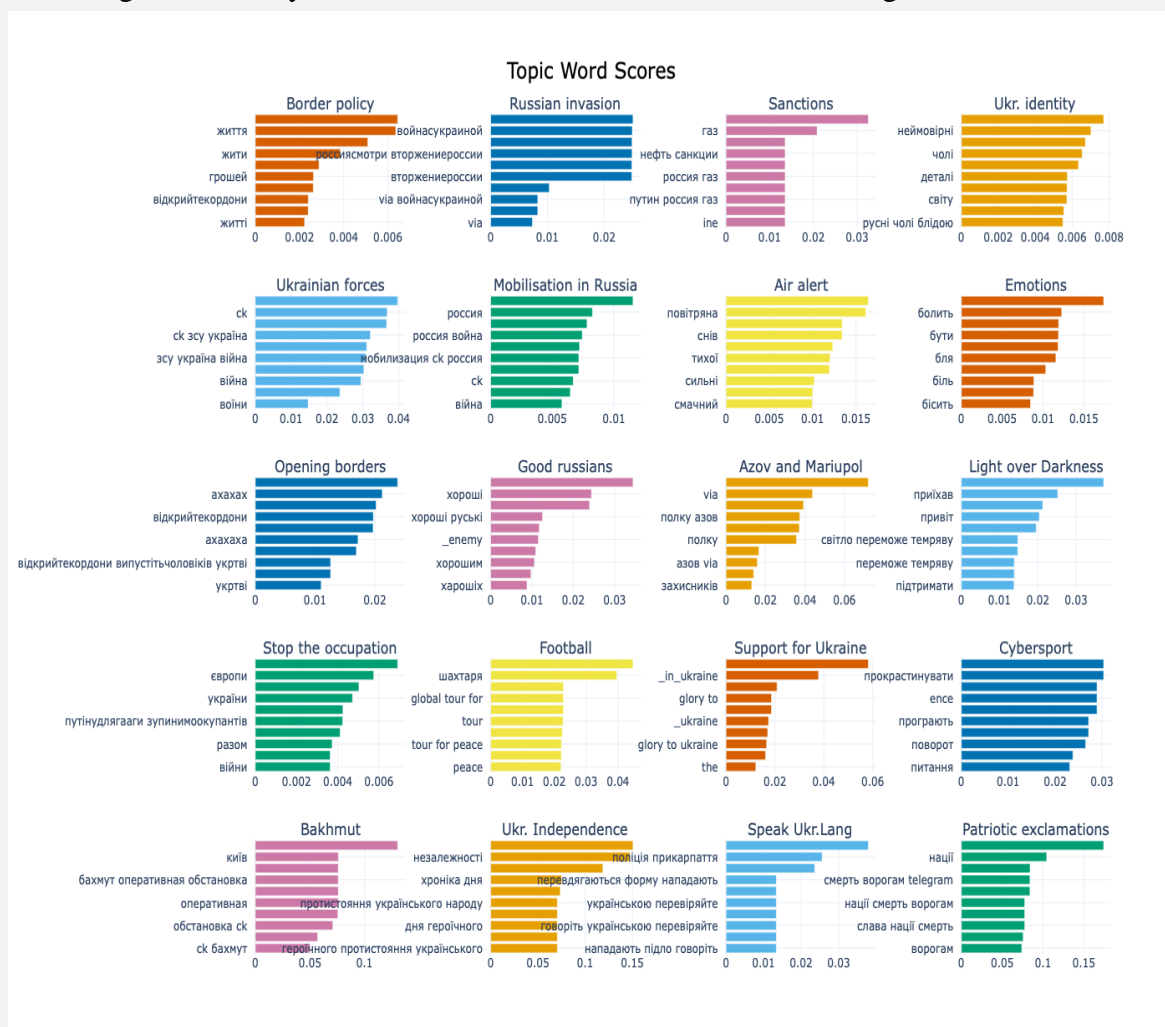 Topic Word Scores
Border policy
життя
жити
грошей
відкрийтекордони
житті
0 0.002 0.004 0.006
Russian invasion
войнасукраиной
россиясмотри вторжениероссии
вторжениероссии
via войнасукраиной
via
0 0.01 0.02
Sanctions
газ
нефть санкции
россия газ
путин россия газ
ine
0 0.01 0.02 0.03
Ukr. identity
неймовірні
чолі
деталі
світу
русні чолі блідою
0 0.002 0.004 0.006 0.008
Ukrainian forces
ck
ck зсу україна
зсу україна війна
війна
воїни
0 0.01 0.02 0.03 0.04
Mobilisation in Russia
россия
россия война
мобилизация ck россия
ck
війна
0 0.005 0.01
Air alert
повітряна
снів
тихої
сильні
смачний
0 0.005 0.01 0.015
Emotions
болить
бути
бля
біль
бісить
0 0.005 0.01 0.015
Opening borders
ахахах
відкрийтекордони
ахахаха
відкрийтекордони випустітьчоловіків укртві
укртві
0 0.01 0.02
Good russians
хороші
хороші руські
_enemy
хорошим
харошіх
0 0.01 0.02 0.03
Azov and Mariupol
via
полку азов
полку
азов via
захисників
0 0.02 0.04 0.06
Light over Darkness
приїхав
привіт
світло переможе темряву
переможе темряву
підтримати
0 0.01 0.02 0.03
Stop the occupation
європи
україни
путінудлягааги зупинимоокупантів
разом
війни
0 0.002 0.004 0.006
Football
шахтаря
global tour for
tour
tour for peace
peace
0 0.01 0.02 0.03 0.04
Support for Ukraine
_in_ukraine
glory to
_ukraine
glory to ukraine
the
0 0.02 0.04 0.06
Cybersport
прокрастинувати
ence
програють
поворот
питання
0 0.01 0.02 0.03
Bakhmut
київ
бахмут оперативная обстановка
оперативная
обстановка ck
ck бахмут
0 0.05 0.1
Ukr. Independence
незалежності
хроніка дня
протистояння українського народу
дня героїчного
героїчного протистояння українського
0 0.05 0.1 0.15
Speak Ukr.Lang
поліція прикарпаття
перевдягаються форму нападають
українською перевіряйте
говоріть українською перевіряйте
нападають підло говоріть
0 0.01 0.02 0.03
Patriotic exclamations
нації
смерть ворогам telegram
нації смерть ворогам
слава нації смерть
ворогам
0 0.05 0.1 0.15